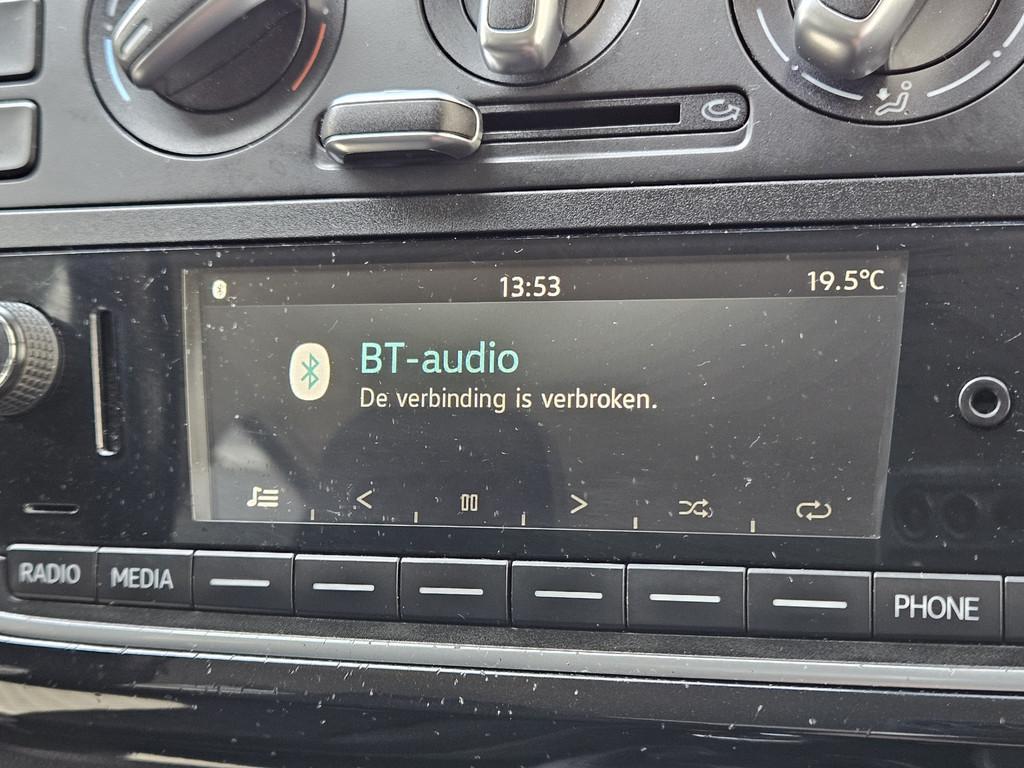 13:53
19.5°C
BT-audio
De verbinding is verbroken.
RADIO
MEDIA
PHONE